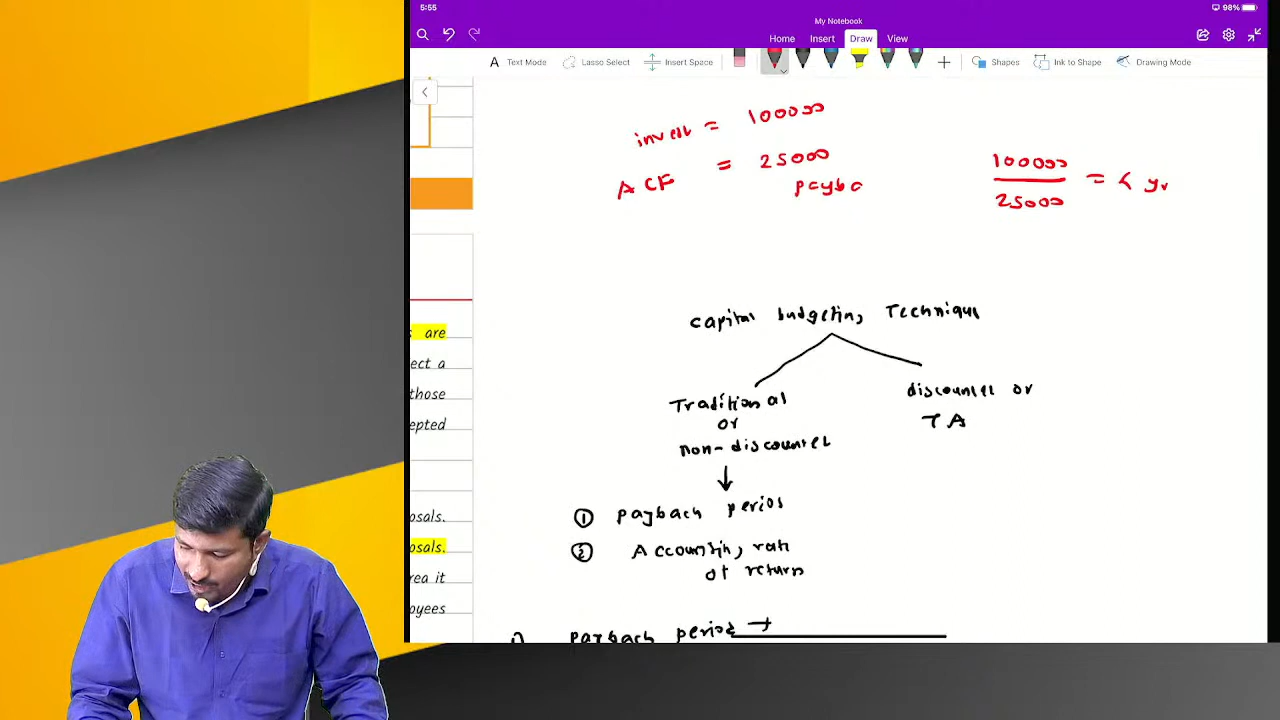 5:55
98%
My Notebook
Home Insert Draw View
A Text Mode Lasso Select Insert Space Shapes Ink to Shape Drawing Mode
invest = 100000
ACF = 25000
payba
100000
25000
= 4 yr
s are
ect a
those
epted
osals.
osals.
rea it
oyees
capital budgeting Technique
Traditional
or
non-discounted
discounted or
TA
① payback period
② Accounting rate
of return
1) payback period →